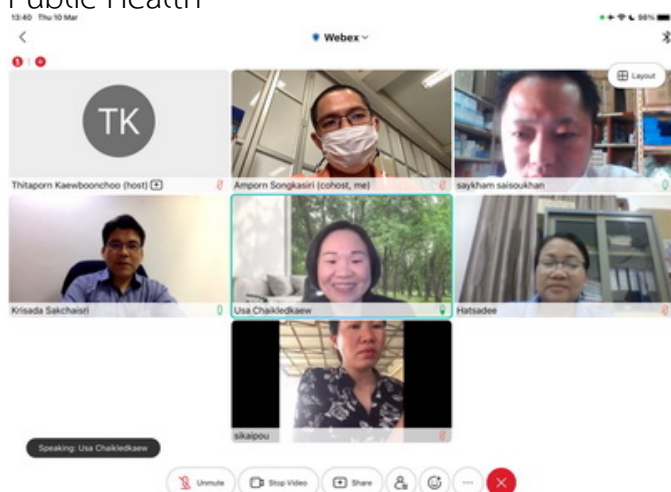 Public Health
13:40 Thu 10 Mar
98%
Webex
Layout
TK
Thitaporn Kaewboonchoo (host)
Amporn Songkasiri (cohost, me)
saykham saisoukhan
Krisada Sakchaisri
Usa Chaikledkaew
Hatsadee
sikaipou
Speaking: Usa Chaikledkaew
Unmute
Stop Video
Share